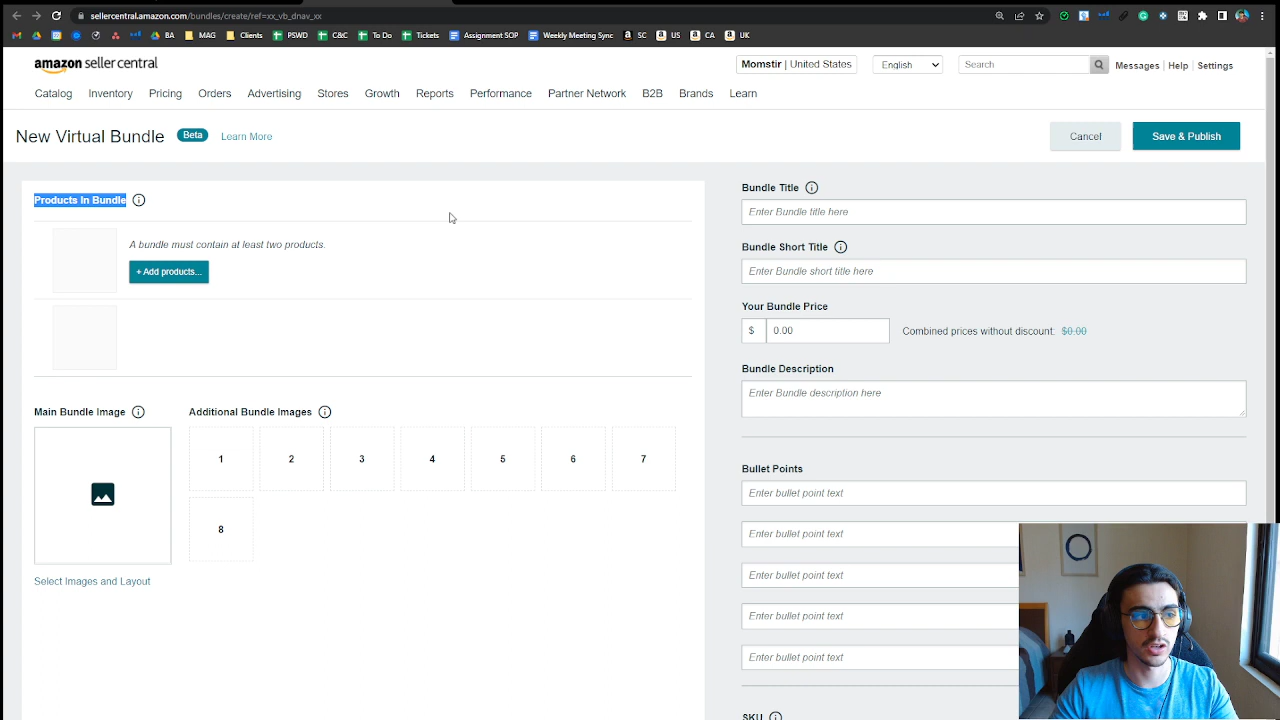 sellercentral.amazon.com/bundles/create/ref=xx_vb_dnav_xx
BA MAG Clients PSWD C&C To Do Tickets Assignment SOP Weekly Meeting Sync SC US CA UK
amazon seller central
Momstir | United States English Search Messages | Help | Settings
Catalog Inventory Pricing Orders Advertising Stores Growth Reports Performance Partner Network B2B Brands Learn
New Virtual Bundle Beta Learn More Cancel Save & Publish
Products In Bundle
A bundle must contain at least two products.
+ Add products...
Main Bundle Image Additional Bundle Images
1 2 3 4 5 6 7
8
Select Images and Layout
Bundle Title
Enter Bundle title here
Bundle Short Title
Enter Bundle short title here
Your Bundle Price
$ 0.00 Combined prices without discount: $0.00
Bundle Description
Enter Bundle description here
Bullet Points
Enter bullet point text
Enter bullet point text
Enter bullet point text
Enter bullet point text
Enter bullet point text
SKU